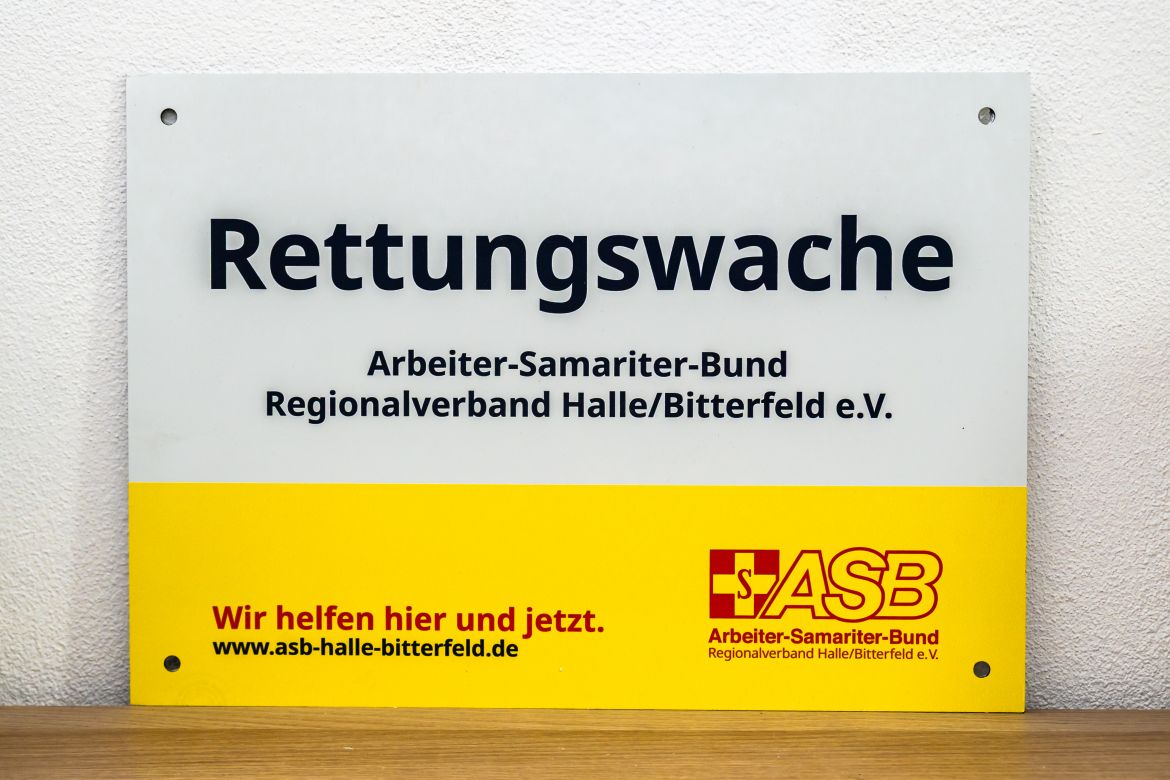 Rettungswache
Arbeiter-Samariter-Bund
Regionalverband Halle/Bitterfeld e.V.
Wir helfen hier und jetzt.
www.asb-halle-bitterfeld.de
S ASB
Arbeiter-Samariter-Bund
Regionalverband Halle/Bitterfeld e.V.